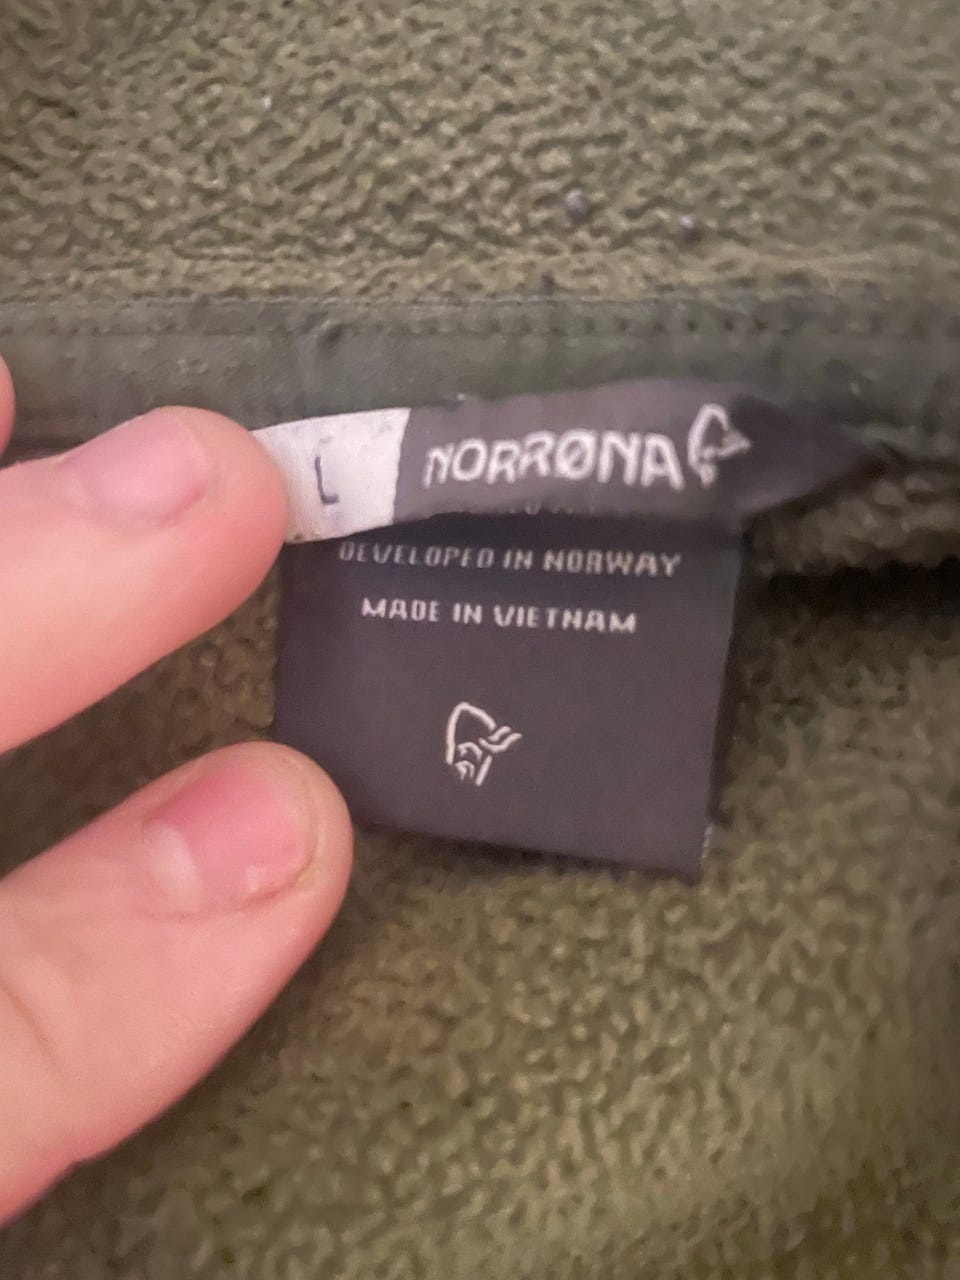 L
NORRØNA
DEVELOPED IN NORWAY
MADE IN VIETNAM